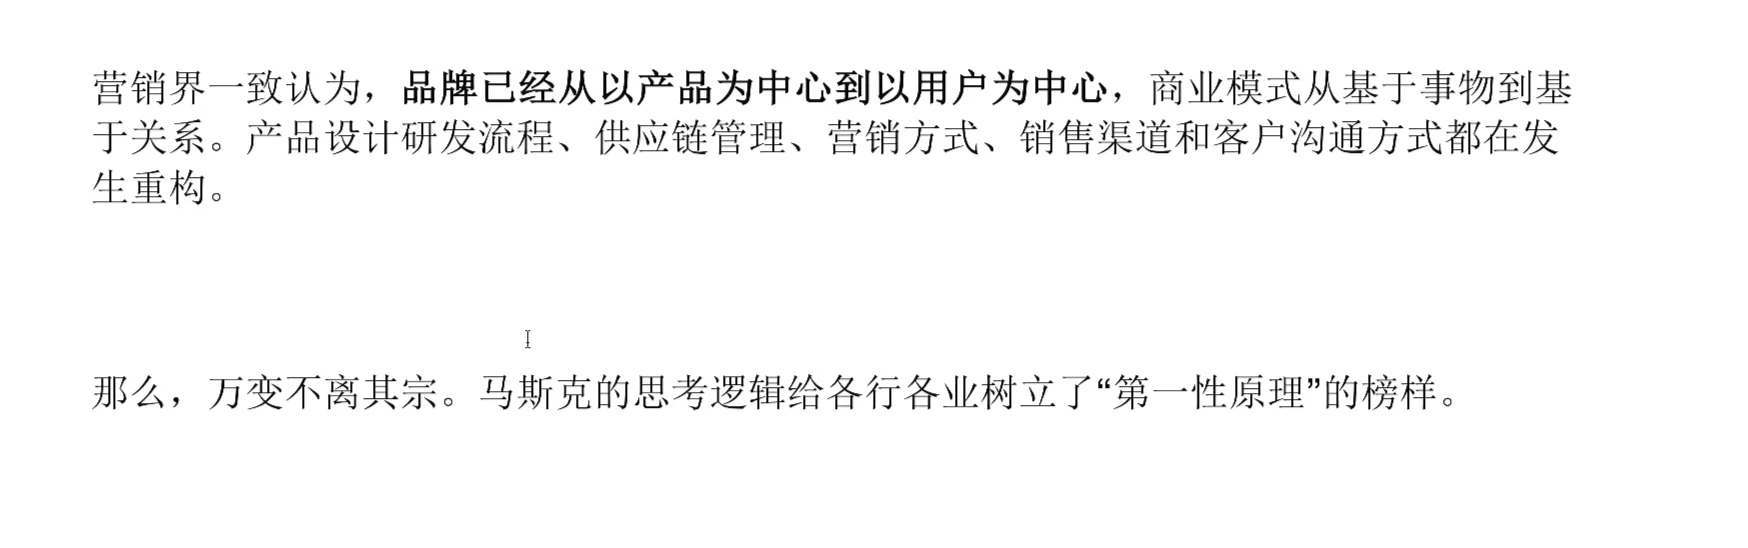 营销界一致认为，品牌已经从以产品为中心到以用户为中心，商业模式从基于事物到基
于关系。产品设计研发流程、供应链管理、营销方式、销售渠道和客户沟通方式都在发
生重构。
那么，万变不离其宗。马斯克的思考逻辑给各行各业树立了“第一性原理”的榜样。